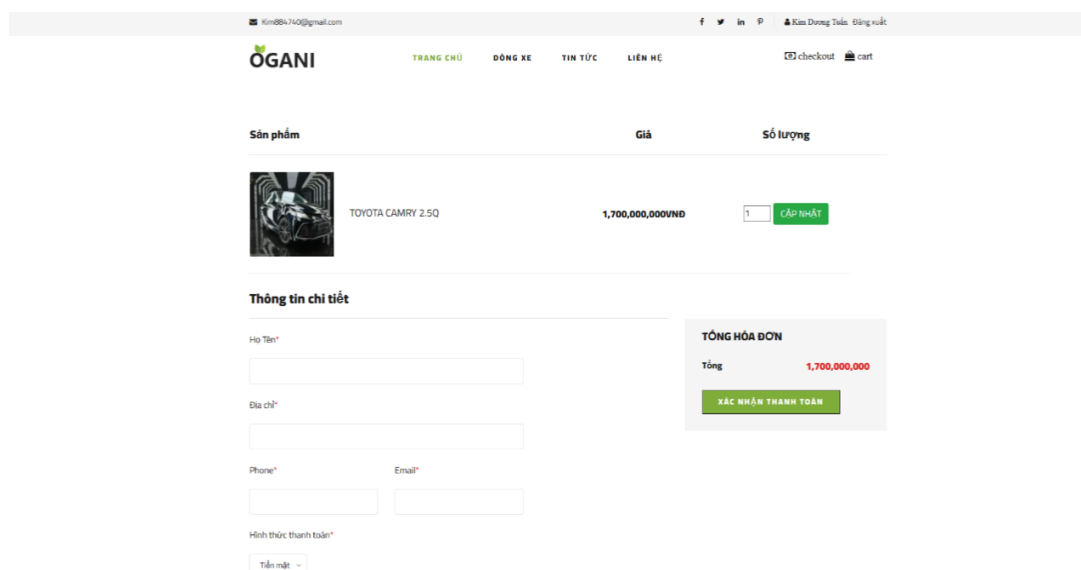 Kim884740@gmail.com
Kim Dương Tuấn Đăng xuất
OGANI
TRANG CHỦ DÒNG XE TIN TỨC LIÊN HỆ
checkout cart
Sản phẩm Giá Số lượng
TOYOTA CAMRY 2.5Q 1,700,000,000VNĐ 1 CẬP NHẬT
Thông tin chi tiết
Họ Tên*
Địa chỉ*
Phone* Email*
Hình thức thanh toán*
Tiền mặt
TỔNG HÓA ĐƠN
Tổng 1,700,000,000
XÁC NHẬN THANH TOÁN